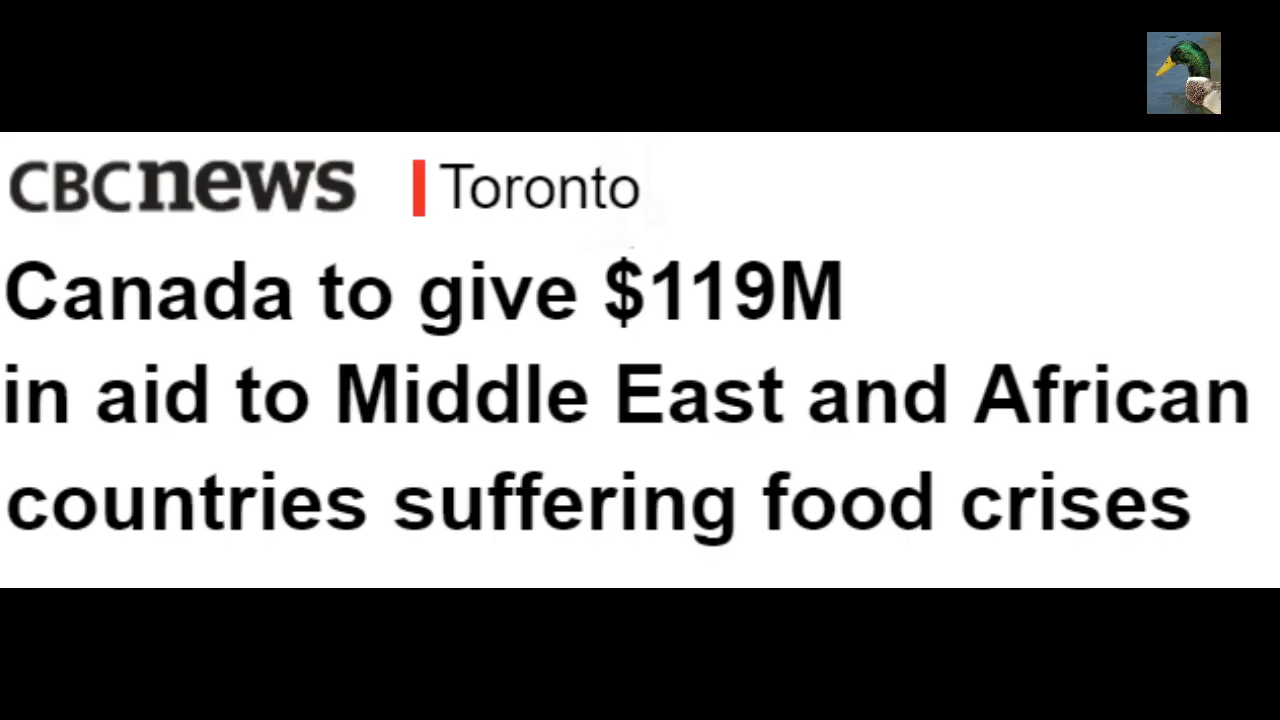 CBCnews | Toronto
Canada to give $119M
in aid to Middle East and African
countries suffering food crises